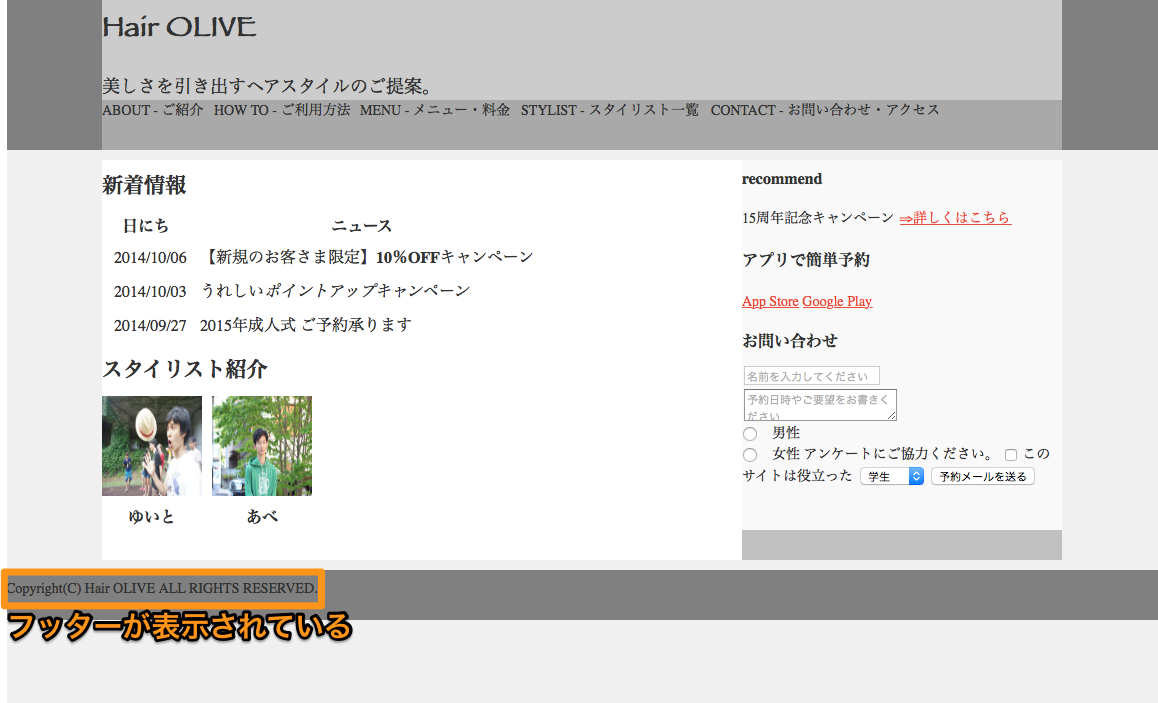 Hair OLIVE
美しさを引き出すヘアスタイルのご提案。
ABOUT - ご紹介 HOW TO - ご利用方法 MENU - メニュー・料金 STYLIST - スタイリスト一覧 CONTACT - お問い合わせ・アクセス
新着情報
日にち ニュース
2014/10/06 【新規のお客さま限定】10%OFFキャンペーン
2014/10/03 うれしいポイントアップキャンペーン
2014/09/27 2015年成人式 ご予約承ります
スタイリスト紹介
ゆいと あべ
recommend
15周年記念キャンペーン ⇒詳しくはこちら
アプリで簡単予約
App Store Google Play
お問い合わせ
名前を入力してください
予約日時やご要望をお書きく
ださい
男性
女性 アンケートにご協力ください。 この
サイトは役立った 学生 予約メールを送る
Copyright(C) Hair OLIVE ALL RIGHTS RESERVED.
フッターが表示されている